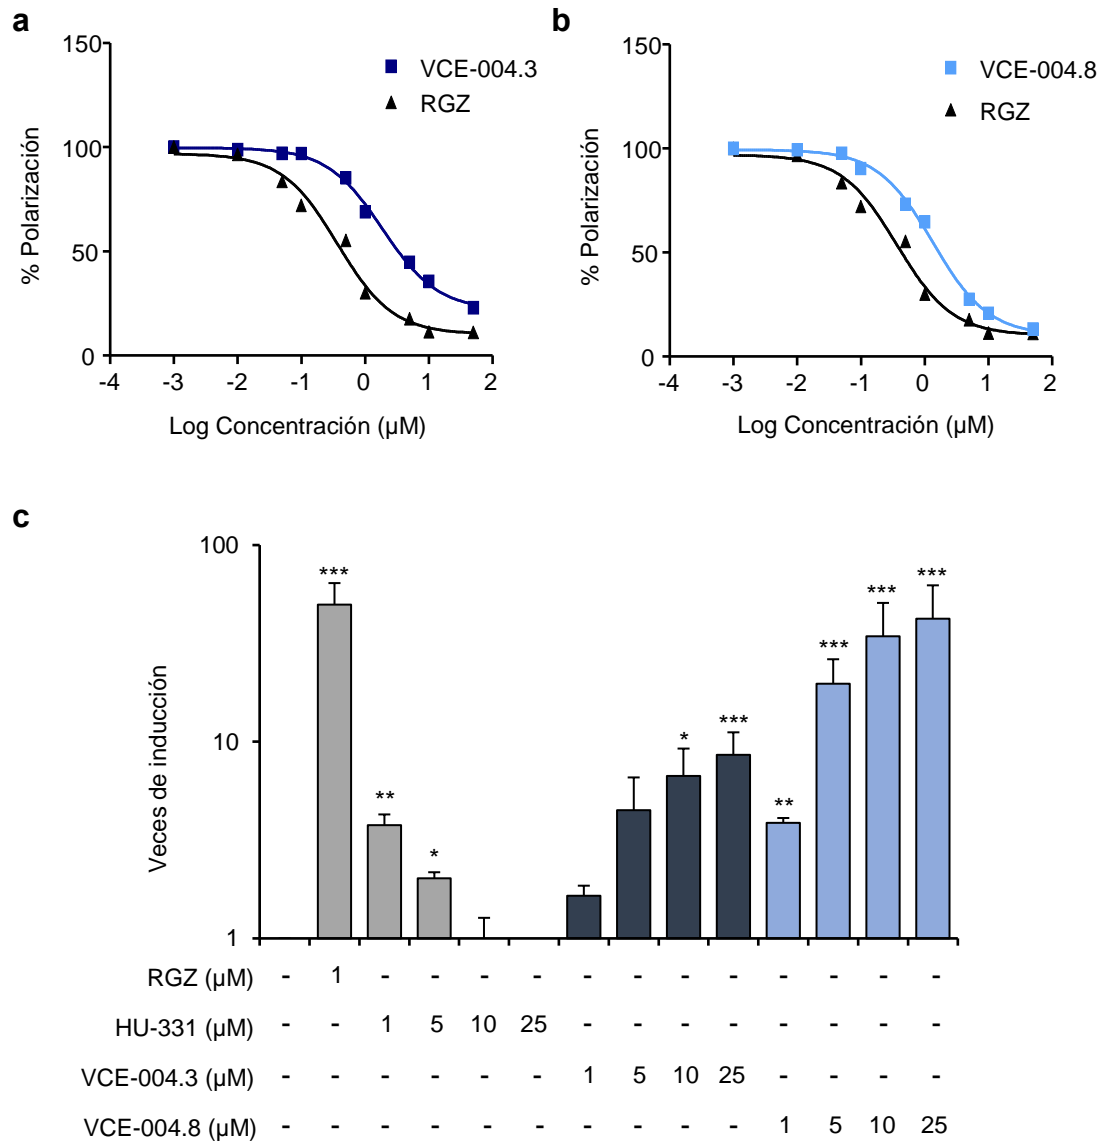 a
150
100
50
0
% Polarización
VCE-004.3
RGZ
-4 -3 -2 -1 0 1 2
Log Concentración (µM)
b
150
100
50
0
% Polarización
VCE-004.8
RGZ
-4 -3 -2 -1 0 1 2
Log Concentración (µM)
c
100
10
1
Veces de inducción
*** ** * * *** ** *** *** ***
RGZ (µM) - 1 - - - - - - - - - - - -
HU-331 (µM) - - 1 5 10 25 - - - - - - - -
VCE-004.3 (µM) - - - - - - 1 5 10 25 - - - -
VCE-004.8 (µM) - - - - - - - - - - 1 5 10 25